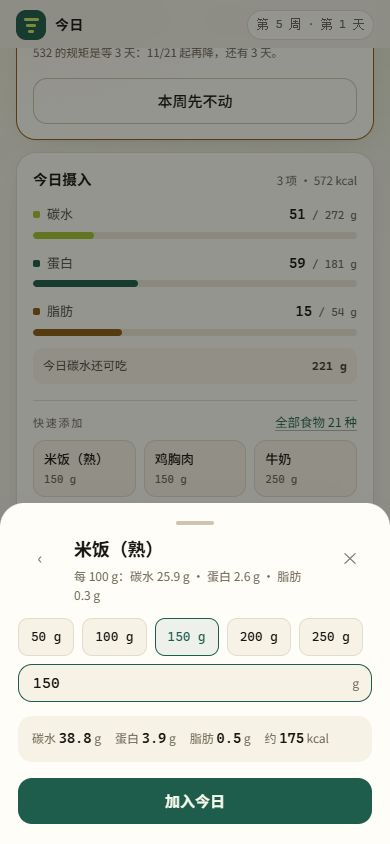 今日
第 5 周 · 第 1 天
532 的规矩是等 3 天: 11/21 起再降，还有 3 天。
本周先不动
今日摄入
3 项 · 572 kcal
碳水
51 / 272 g
蛋白
59 / 181 g
脂肪
15 / 54 g
今日碳水还可吃
221 g
快速添加
全部食物 21 种
米饭（熟）
150 g
鸡胸肉
150 g
牛奶
250 g
‹
米饭（熟）
每 100 g：碳水 25.9 g · 蛋白 2.6 g · 脂肪
0.3 g
50 g
100 g
150 g
200 g
250 g
150
g
碳水 38.8 g 蛋白 3.9 g 脂肪 0.5 g 约 175 kcal
加入今日